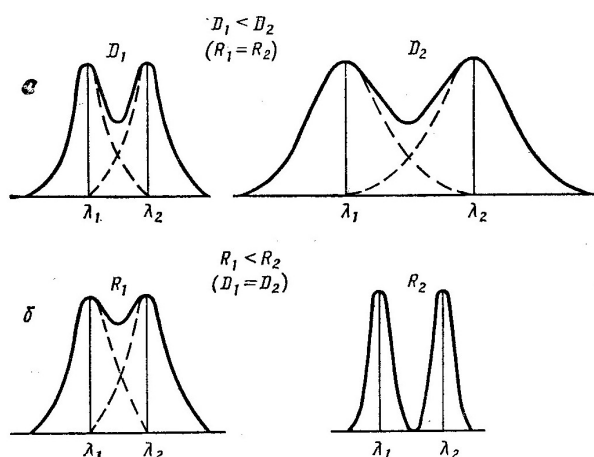 D₁ < D₂
(R₁ = R₂)
D₁
D₂
а
λ₁
λ₂
λ₁
λ₂
R₁ < R₂
(D₁ = D₂)
R₁
R₂
б
λ₁
λ₂
λ₁
λ₂